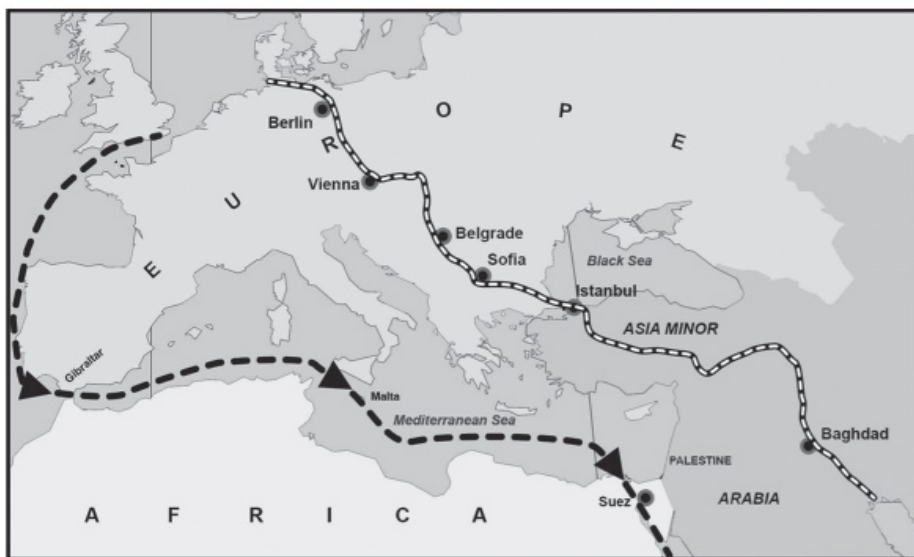 E U R O P E
Berlin
Vienna
Belgrade
Sofia
Black Sea
Istanbul
ASIA MINOR
Gibraltar
Malta
Mediterranean Sea
Baghdad
PALESTINE
Suez
ARABIA
A F R I C A